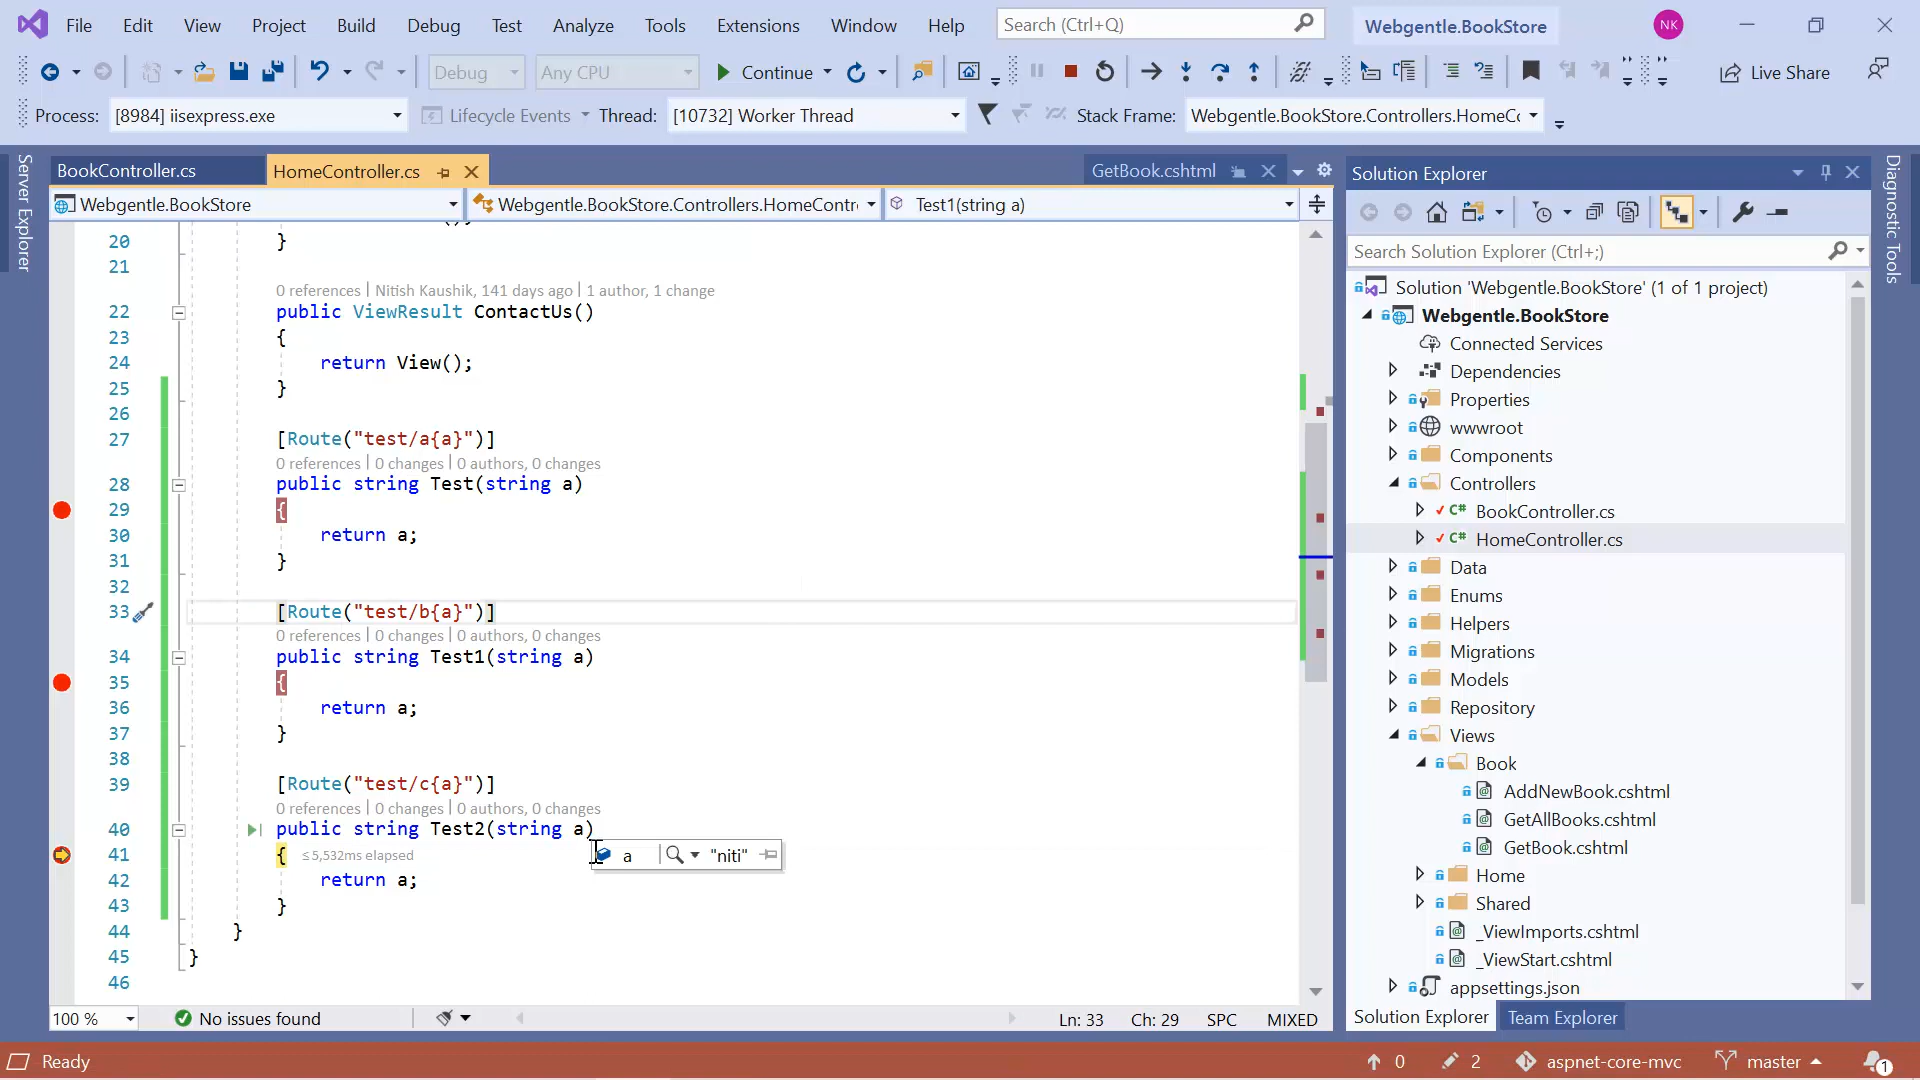 File Edit View Project Build Debug Test Analyze Tools Extensions Window Help Search (Ctrl+Q) Webgentle.BookStore NK
Debug Any CPU Continue Live Share
Process: [8984] iisexpress.exe Lifecycle Events Thread: [10732] Worker Thread Stack Frame: Webgentle.BookStore.Controllers.HomeCo
Server Explorer
BookController.cs HomeController.cs GetBook.cshtml
Webgentle.BookStore Webgentle.BookStore.Controllers.HomeContr Test1(string a)
20 }
21
0 references | Nitish Kaushik, 141 days ago | 1 author, 1 change
22 public ViewResult ContactUs()
23 {
24 return View();
25 }
26
27 [Route("test/a{a}")]
0 references | 0 changes | 0 authors, 0 changes
28 public string Test(string a)
29 {
30 return a;
31 }
32
33 [Route("test/b{a}")]
0 references | 0 changes | 0 authors, 0 changes
34 public string Test1(string a)
35 {
36 return a;
37 }
38
39 [Route("test/c{a}")]
0 references | 0 changes | 0 authors, 0 changes
40 public string Test2(string a)
41 { ≤5,532ms elapsed a "niti"
42 return a;
43 }
44 }
45 }
46
100 % No issues found Ln: 33 Ch: 29 SPC MIXED
Solution Explorer
Search Solution Explorer (Ctrl+;)
Solution 'Webgentle.BookStore' (1 of 1 project)
Webgentle.BookStore
Connected Services
Dependencies
Properties
wwwroot
Components
Controllers
C# BookController.cs
C# HomeController.cs
Data
Enums
Helpers
Migrations
Models
Repository
Views
Book
AddNewBook.cshtml
GetAllBooks.cshtml
GetBook.cshtml
Home
Shared
_ViewImports.cshtml
_ViewStart.cshtml
appsettings.json
Solution Explorer Team Explorer
Diagnostic Tools
Ready 0 2 aspnet-core-mvc master 1